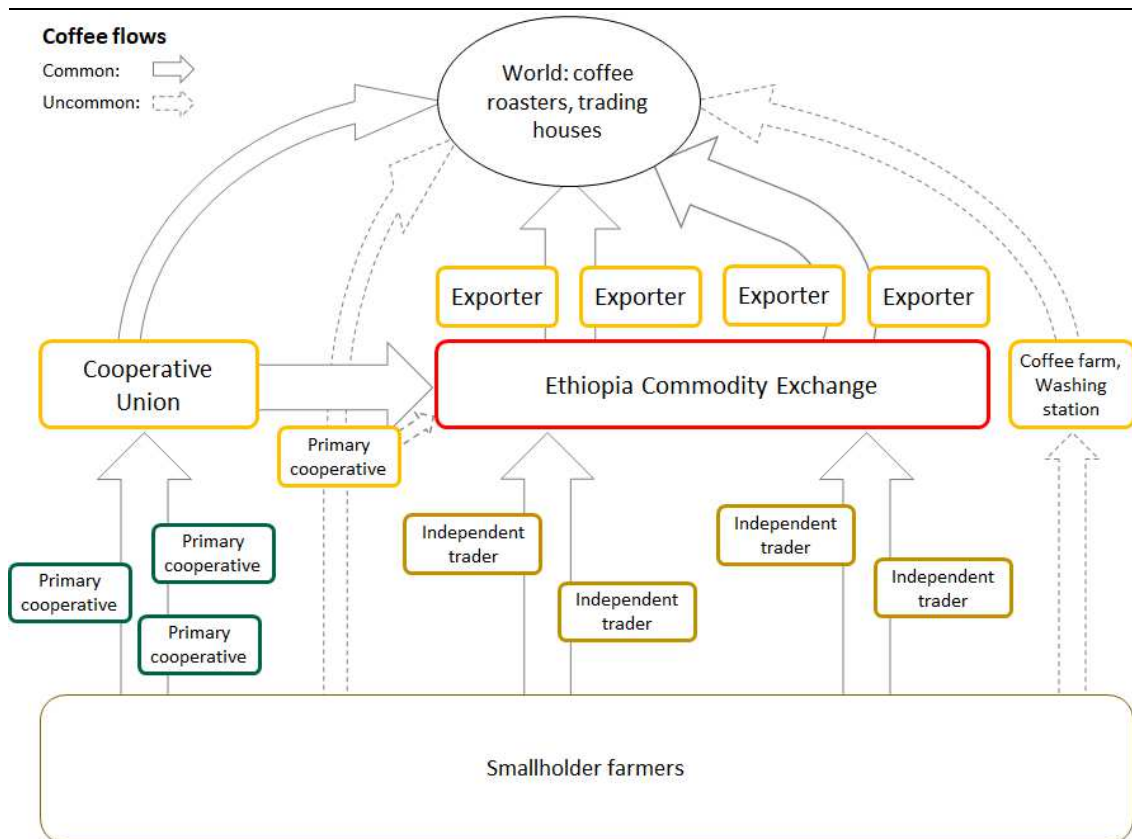 Coffee flows
Common:
Uncommon:
World: coffee
roasters, trading
houses
Exporter
Exporter
Exporter
Exporter
Cooperative
Union
Ethiopia Commodity Exchange
Coffee farm,
Washing
station
Primary
cooperative
Independent
trader
Independent
trader
Primary
cooperative
Primary
cooperative
Independent
trader
Independent
trader
Primary
cooperative
Smallholder farmers